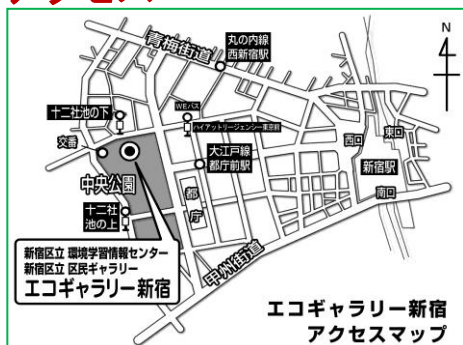 アクセス
青梅街道
丸の内線
西新宿駅
N
十二社池の下
WEバス
ハイアットリージェンシー東京前
交番
大江戸線
都庁前駅
西口
東口
新宿駅
中央公園
都庁
南口
十二社
池の上
甲州街道
新宿区立 環境学習情報センター
新宿区立 区民ギャラリー
エコギャラリー新宿
エコギャラリー新宿
アクセスマップ